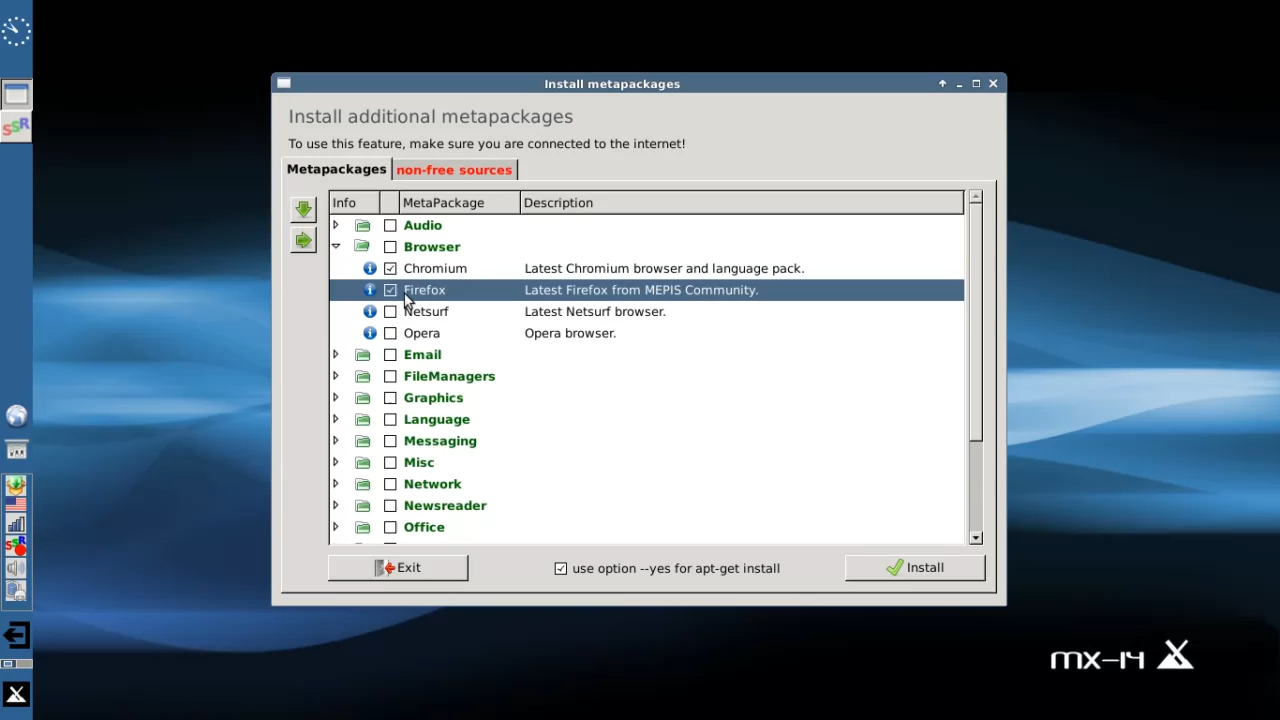 Install metapackages
Install additional metapackages
To use this feature, make sure you are connected to the internet!
Metapackages non-free sources
Info MetaPackage Description
Audio
Browser
Chromium Latest Chromium browser and language pack.
Firefox Latest Firefox from MEPIS Community.
Netsurf Latest Netsurf browser.
Opera Opera browser.
Email
FileManagers
Graphics
Language
Messaging
Misc
Network
Newsreader
Office
Exit use option --yes for apt-get install Install
SSR
SSR
mx-14